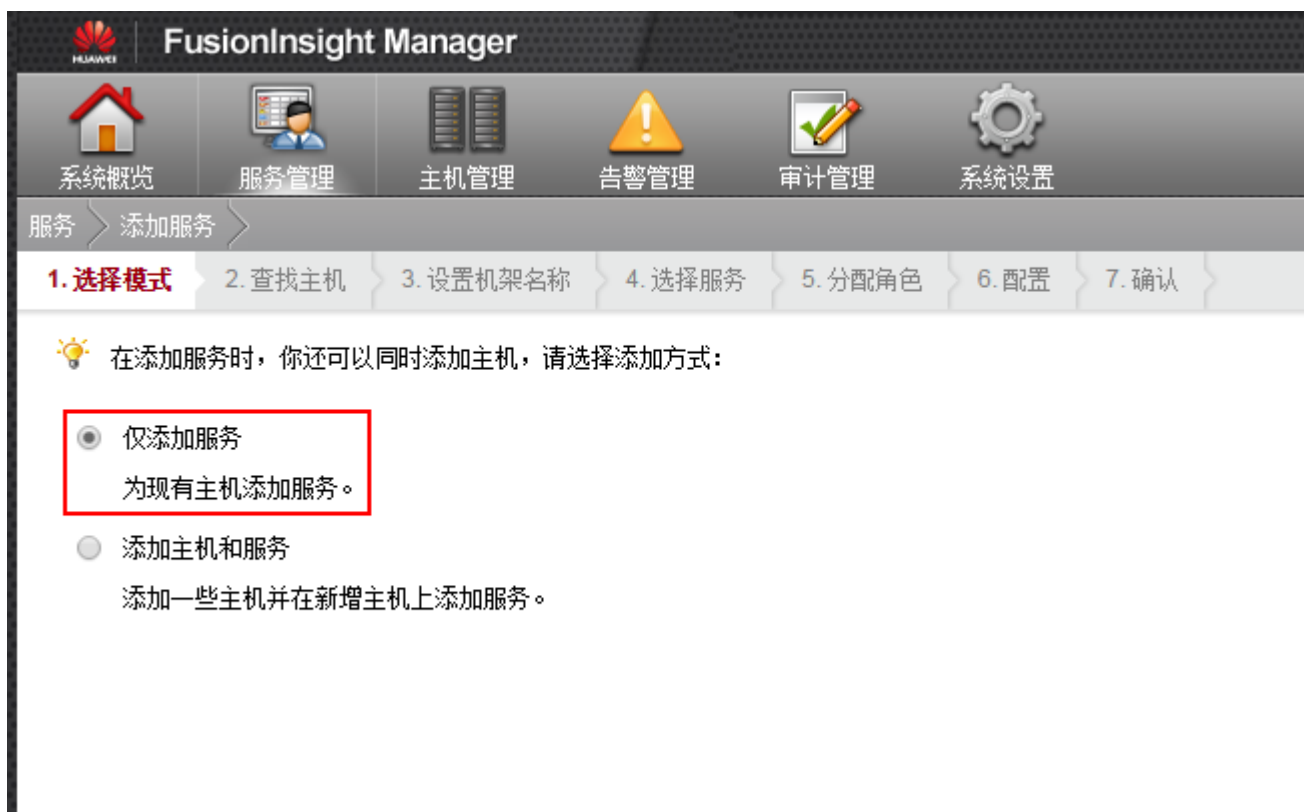 HUAWEI
FusionInsight Manager
系统概览 服务管理 主机管理 告警管理 审计管理 系统设置
服务 添加服务
1.选择模式 2.查找主机 3.设置机架名称 4.选择服务 5.分配角色 6.配置 7.确认
在添加服务时，你还可以同时添加主机，请选择添加方式：
仅添加服务
为现有主机添加服务。
添加主机和服务
添加一些主机并在新增主机上添加服务。